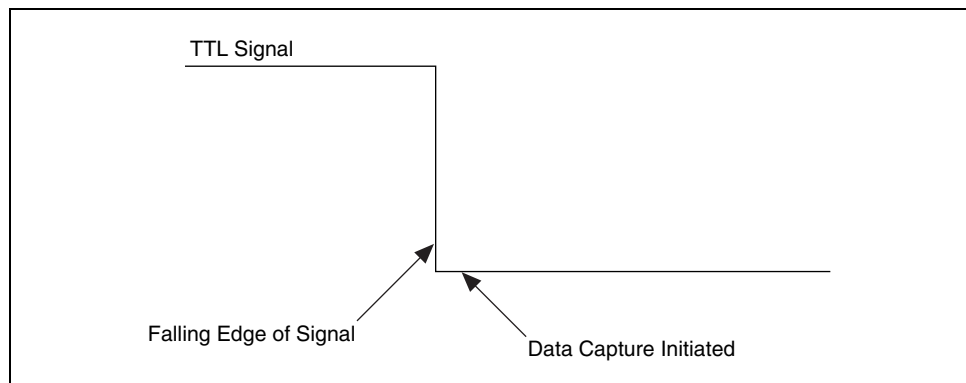 TTL Signal
Falling Edge of Signal
Data Capture Initiated